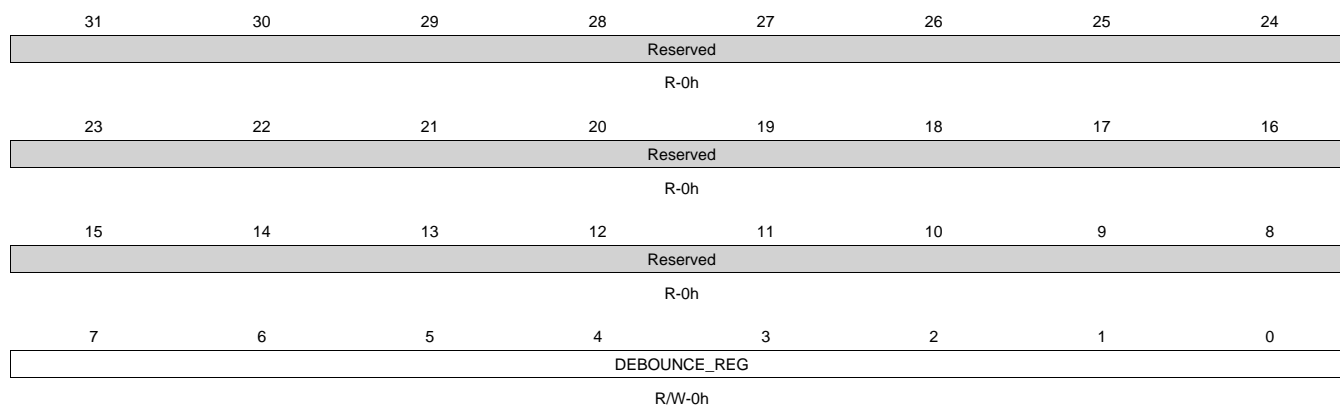 31 30 29 28 27 26 25 24
Reserved
R-0h
23 22 21 20 19 18 17 16
Reserved
R-0h
15 14 13 12 11 10 9 8
Reserved
R-0h
7 6 5 4 3 2 1 0
DEBOUNCE_REG
R/W-0h